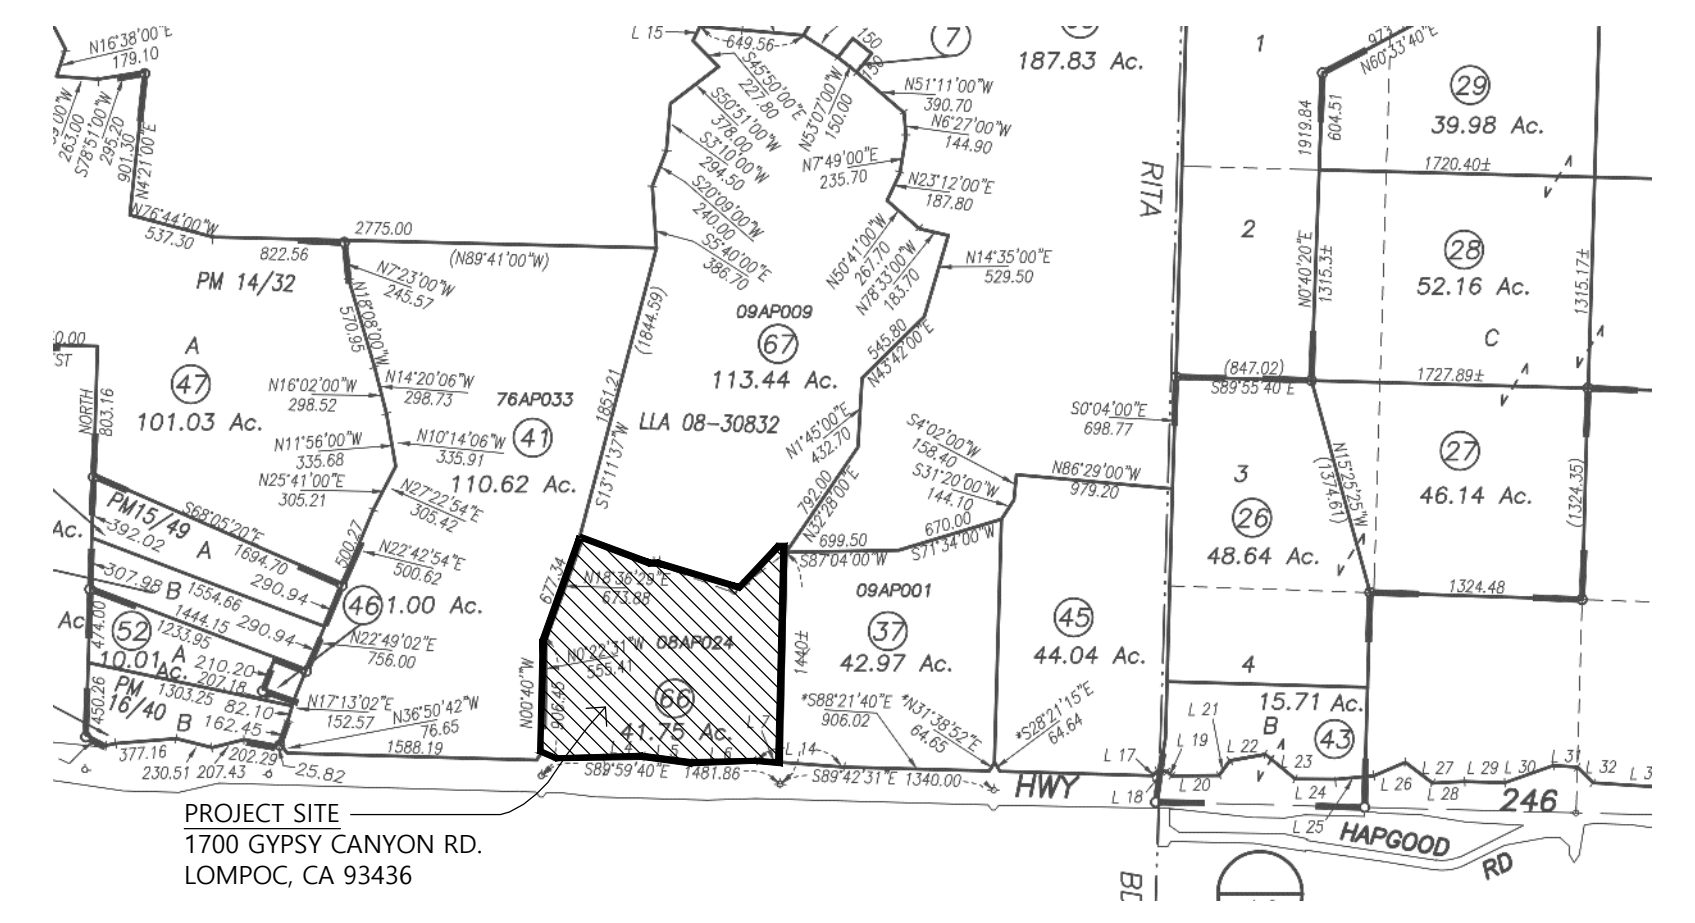 N16°38'00"E
179.10
L 15
649.56
150
7
150
187.83 Ac.
1
N60°33'40"E
S45°50'00"E
227.80
N53°07'00"W
150.00
N51°11'00"W
390.70
1919.84
604.51
29
39.98 Ac.
263.00
S78°51'00"W
295.20
901.30
N4°21'00"E
S50°51'00"W
378.00
N6°27'00"W
144.90
S3°10'00"W
294.50
N7°49'00"E
235.70
1720.40±
RITA
N23°12'00"E
187.80
N76°44'00"W
537.30
S20°09'00"W
240.00
2775.00
822.56
(N89°41'00"W)
S5°40'00"E
386.70
N50°41'00"W
267.70
N78°33'00"W
183.70
N14°35'00"E
529.50
2
N0°40'20"E
1315.3±
28
52.16 Ac.
1315.17±
PM 14/32
N7°23'00"W
245.57
N18°08'00"W
570.95
(1844.59)
09AP009
67
113.44 Ac.
545.80
N43°42'00"E
C
A
47
101.03 Ac.
NORTH
803.16
N16°02'00"W
298.52
N14°20'06"W
298.73
76AP033
41
110.62 Ac.
1851.21
S13°11'37"W
LLA 08-30832
(847.02)
S89°55'40"E
1727.89±
S0°04'00"E
698.77
N11°56'00"W
335.68
N10°14'06"W
335.91
N1°45'00"E
432.70
S4°02'00"W
158.40
S31°20'00"W
144.10
N86°29'00"W
979.20
N25°41'00"E
305.21
N27°22'54"E
305.42
792.00
N32°28'00"E
3
26
48.64 Ac.
N15°25'25"W
(1374.61)
27
46.14 Ac.
(1324.35)
PM15/49
S68°05'20"E
1694.70
A
392.02
Ac.
500.27
N22°42'54"E
500.62
699.50
S87°04'00"W
670.00
S71°34'00"W
307.98
B
1554.66
290.94
1444.15
677.34
N18°36'29"E
673.88
09AP001
1324.48
Ac.
474.00
52
1233.95
10.01
A
Ac.
290.94
46
1.00 Ac.
N22°49'02"E
756.00
N0°22'31"W
555.41
08AP024
1440±
37
42.97 Ac.
45
44.04 Ac.
4
210.20
207.18
PM
16/40
1303.25
82.10
B
162.45
450.26
N17°13'02"E
152.57
N36°50'42"W
76.65
N00°40'"W
906.45
66
41.75 Ac.
*S88°21'40"E
906.02
*N31°38'52"E
64.65
*S28°21'15"E
64.64
15.71 Ac.
B
43
377.16
230.51
207.43
202.29
25.82
1588.19
L 4
L 5
L 6
L 7
L 14
S89°59'40"E
1481.86
S89°42'31"E
1340.00
HWY
L 17
L 18
L 19
L 20
L 21
L 22
L 23
L 24
L 25
L 26
L 27
L 28
L 29
L 30
L 31
L 32
246
HAPGOOD
RD
PROJECT SITE
1700 GYPSY CANYON RD.
LOMPOC, CA 93436